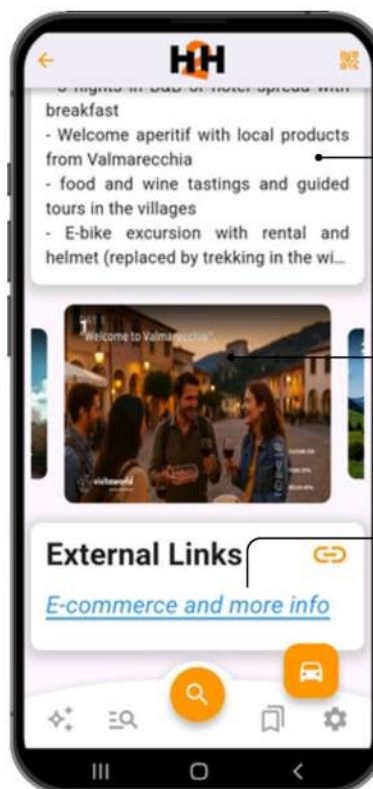 H2H
breakfast
- Welcome aperitif with local products
from Valmarecchia
- food and wine tastings and guided
tours in the villages
- E-bike excursion with rental and
helmet (replaced by trekking in the wi...
"Welcome to Valmarecchia"
External Links
E-commerce and more info